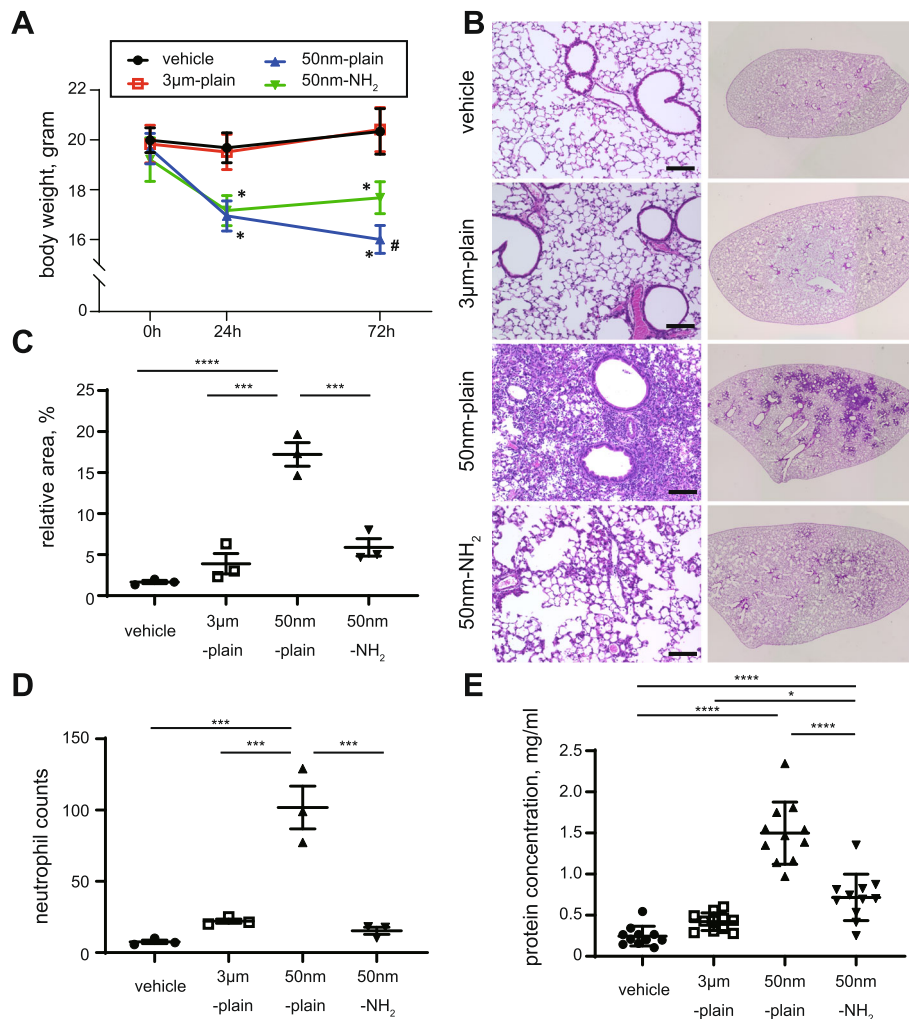 A
vehicle
3µm-plain
50nm-plain
50nm-NH2
body weight, gram
22
20
18
16
0
*
*
*
*
#
0h
24h
72h
B
vehicle
3µm-plain
50nm-plain
50nm-NH2
C
relative area, %
25
20
15
10
5
0
****
***
***
vehicle
3µm
-plain
50nm
-plain
50nm
-NH2
D
neutrophil counts
150
100
50
0
***
***
***
vehicle
3µm
-plain
50nm
-plain
50nm
-NH2
E
protein concentration, mg/ml
2.5
2.0
1.5
1.0
0.5
0
****
*
****
****
vehicle
3µm
-plain
50nm
-plain
50nm
-NH2